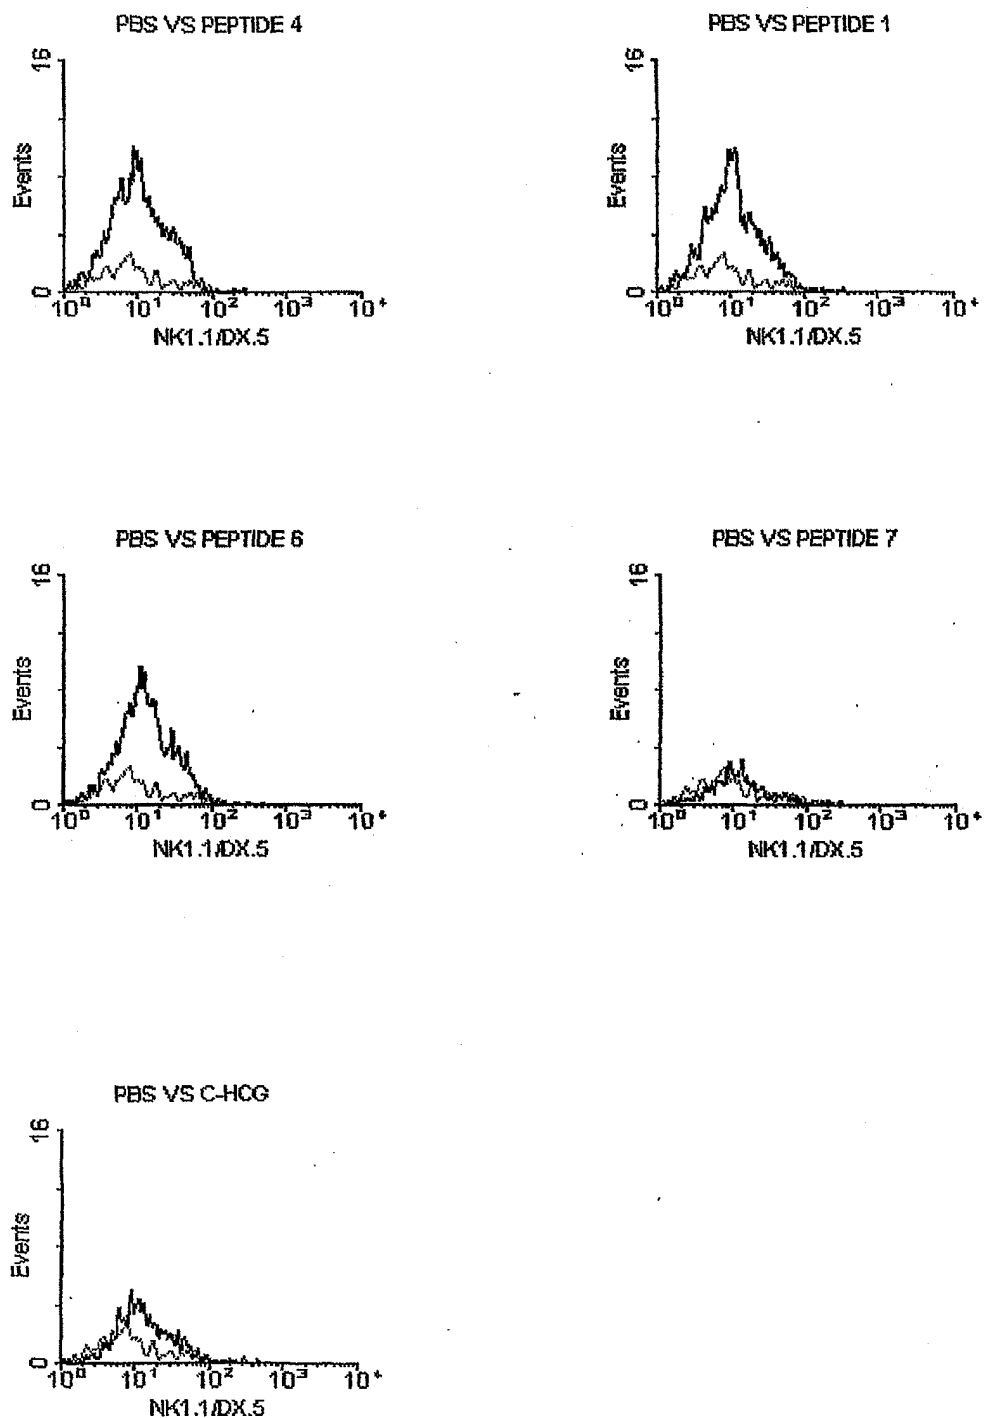 PBS VS PEPTIDE 4
16
Events
0
10⁰ 10¹ 10² 10³ 10⁴
NK1.1/DX.5
PBS VS PEPTIDE 1
16
Events
0
10⁰ 10¹ 10² 10³ 10⁴
NK1.1/DX.5
PBS VS PEPTIDE 6
16
Events
0
10⁰ 10¹ 10² 10³ 10⁴
NK1.1/DX.5
PBS VS PEPTIDE 7
16
Events
0
10⁰ 10¹ 10² 10³ 10⁴
NK1.1/DX.5
PBS VS C-HCG
16
Events
0
10⁰ 10¹ 10² 10³ 10⁴
NK1.1/DX.5